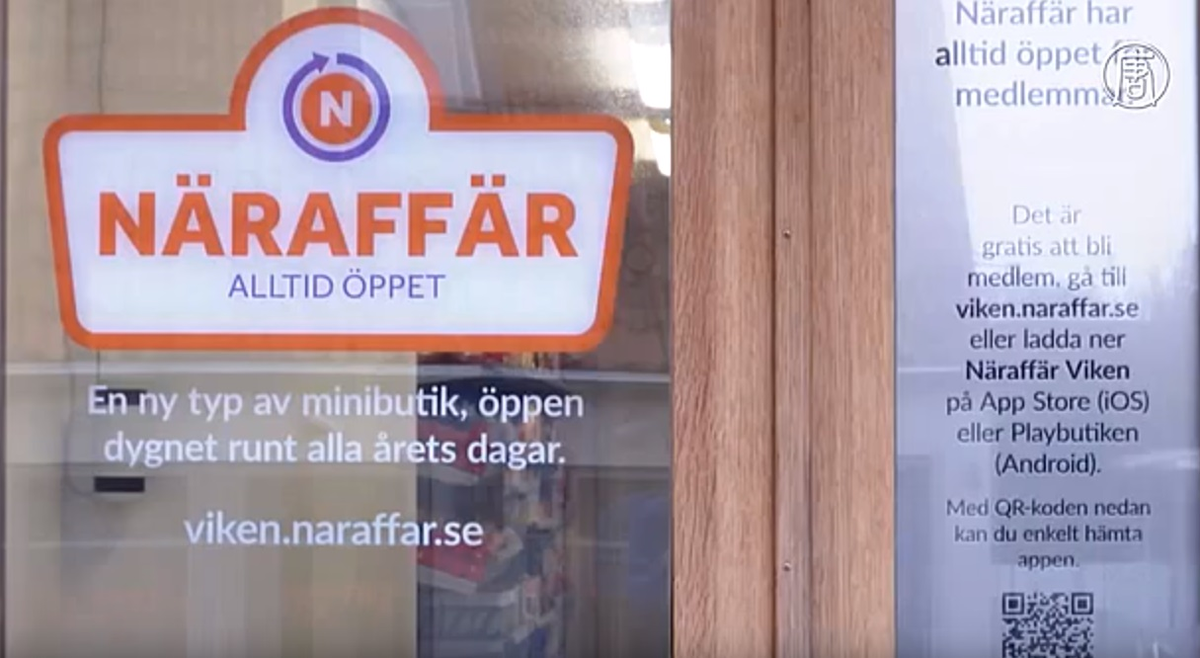 N
NÄRAFFÄR
ALLTID ÖPPET
En ny typ av minibutik, öppen
dygnet runt alla årets dagar.
viken.naraffar.se
Näraffär har
alltid öppet
Det är
gratis att bli
medlem, gå till
viken.naraffar.se
eller ladda ner
Näraffär Viken
på App Store (iOS)
eller Playbutiken
(Android).
Med QR-koden nedan
kan du enkelt hämta
appen.